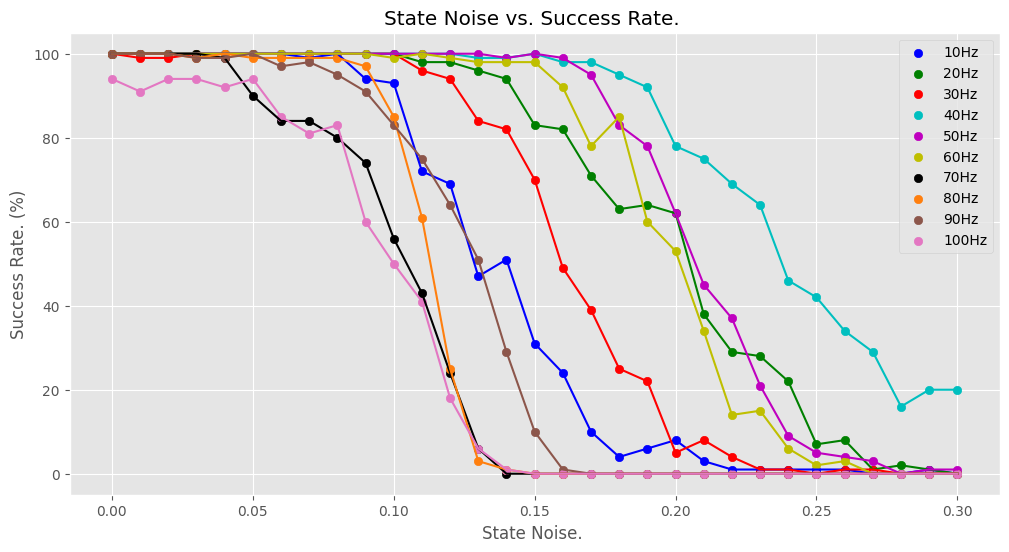 State Noise vs. Success Rate.
Success Rate. (%)
100
80
60
40
20
0
0.00
0.05
0.10
0.15
0.20
0.25
0.30
State Noise.
10Hz
20Hz
30Hz
40Hz
50Hz
60Hz
70Hz
80Hz
90Hz
100Hz